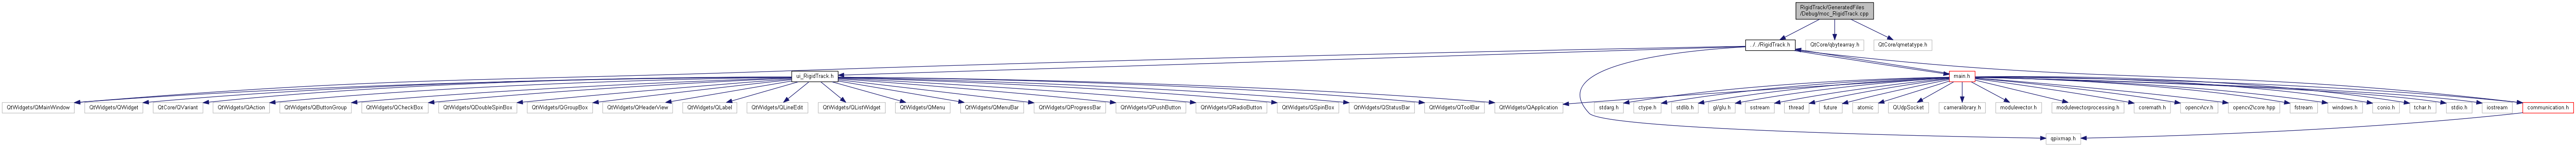 RigidTrack/GeneratedFiles
/Debug/moc_RigidTrack.cpp
../../RigidTrack.h
QtCore/qbytearray.h
QtCore/qmetatype.h
ui_RigidTrack.h
main.h
QtWidgets/QMainWindow
QtWidgets/QWidget
QtCore/QVariant
QtWidgets/QAction
QtWidgets/QButtonGroup
QtWidgets/QCheckBox
QtWidgets/QDoubleSpinBox
QtWidgets/QGroupBox
QtWidgets/QHeaderView
QtWidgets/QLabel
QtWidgets/QLineEdit
QtWidgets/QListWidget
QtWidgets/QMenu
QtWidgets/QMenuBar
QtWidgets/QProgressBar
QtWidgets/QPushButton
QtWidgets/QRadioButton
QtWidgets/QSpinBox
QtWidgets/QStatusBar
QtWidgets/QToolBar
QtWidgets/QApplication
stdarg.h
ctype.h
stdlib.h
gl/glu.h
sstream
thread
future
atomic
QUdpSocket
cameralibrary.h
modulevector.h
modulevectorprocessing.h
coremath.h
opencv\cv.h
opencv2\core.hpp
fstream
windows.h
conio.h
tchar.h
stdio.h
iostream
communication.h
qpixmap.h